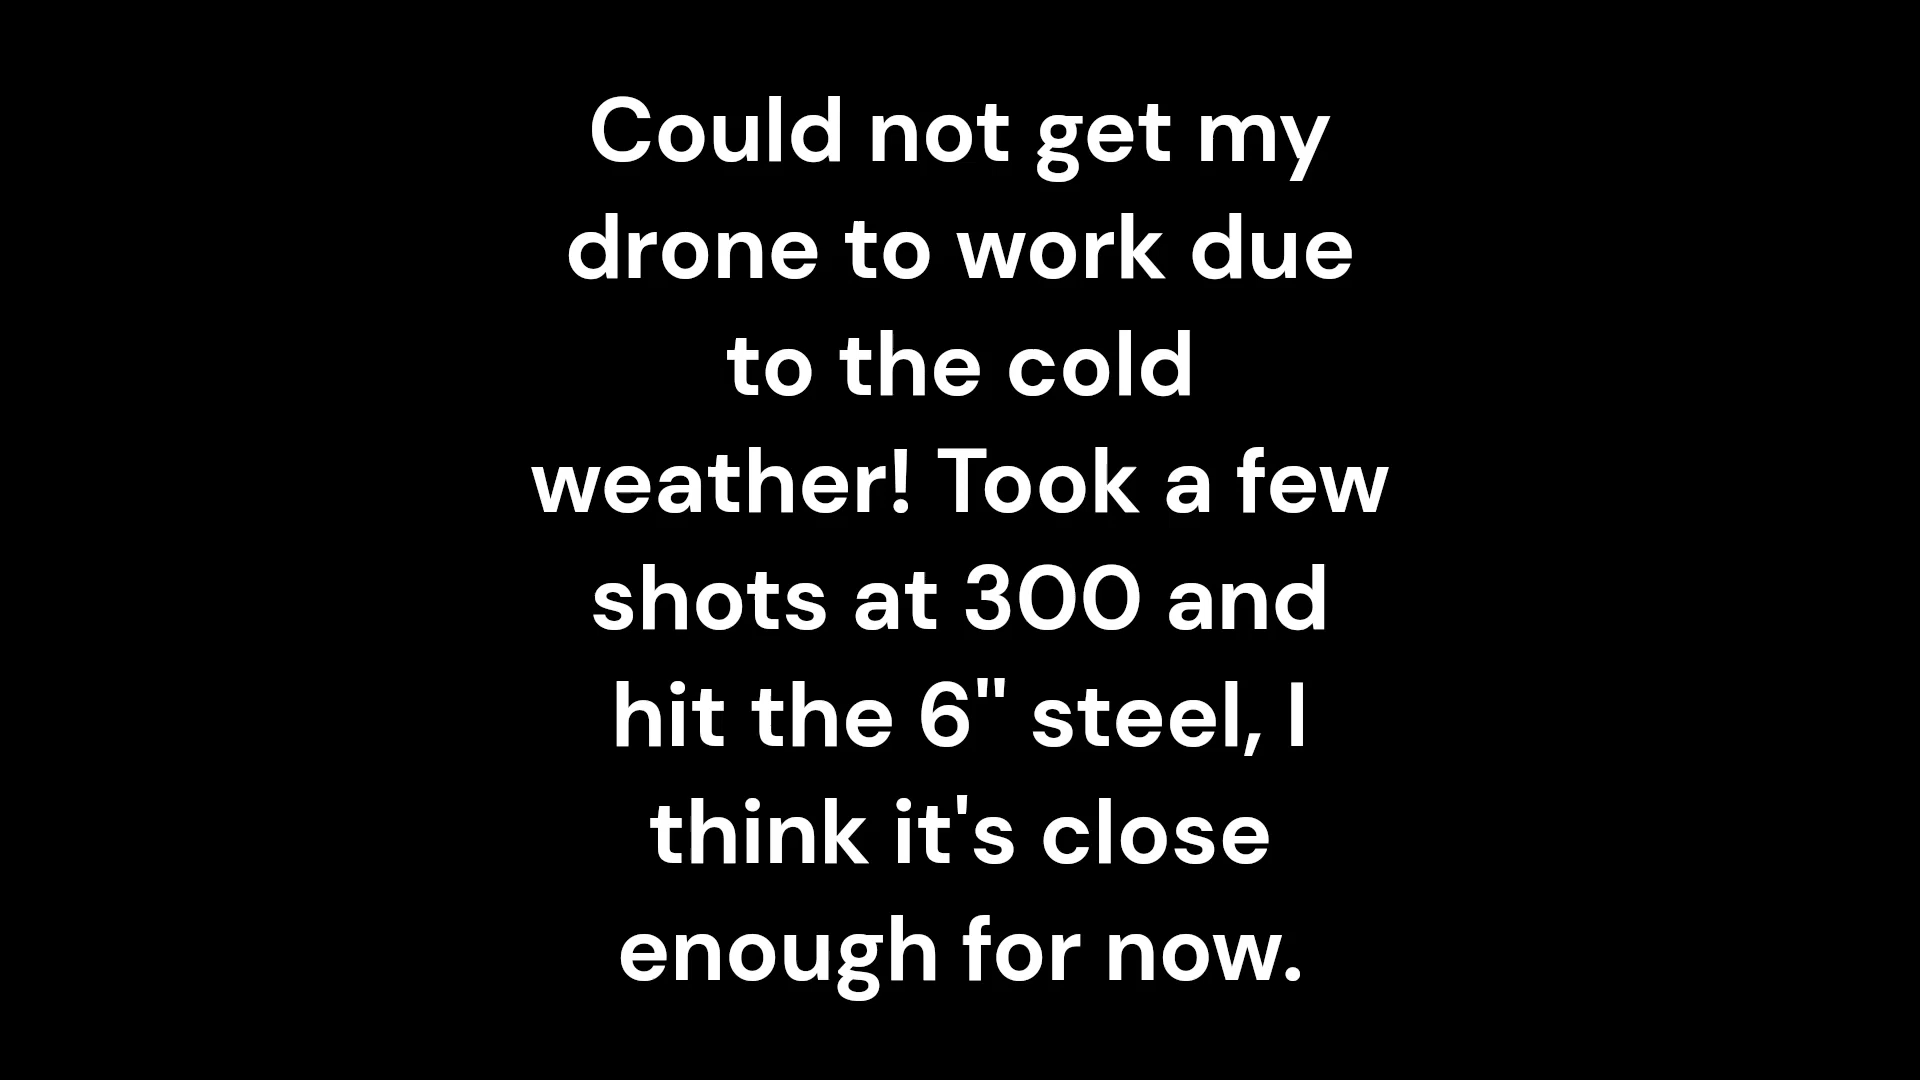 Could not get my
drone to work due
to the cold
weather! Took a few
shots at 300 and
hit the 6" steel, I
think it's close
enough for now.